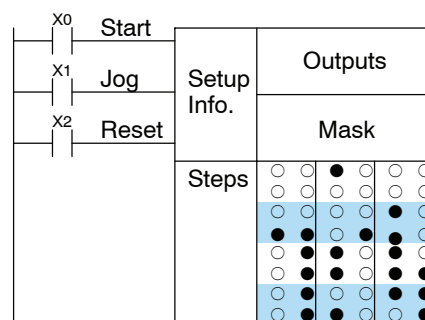 X0 Start
X1 Jog
X2 Reset
Setup
Info.
Outputs
Mask
Steps